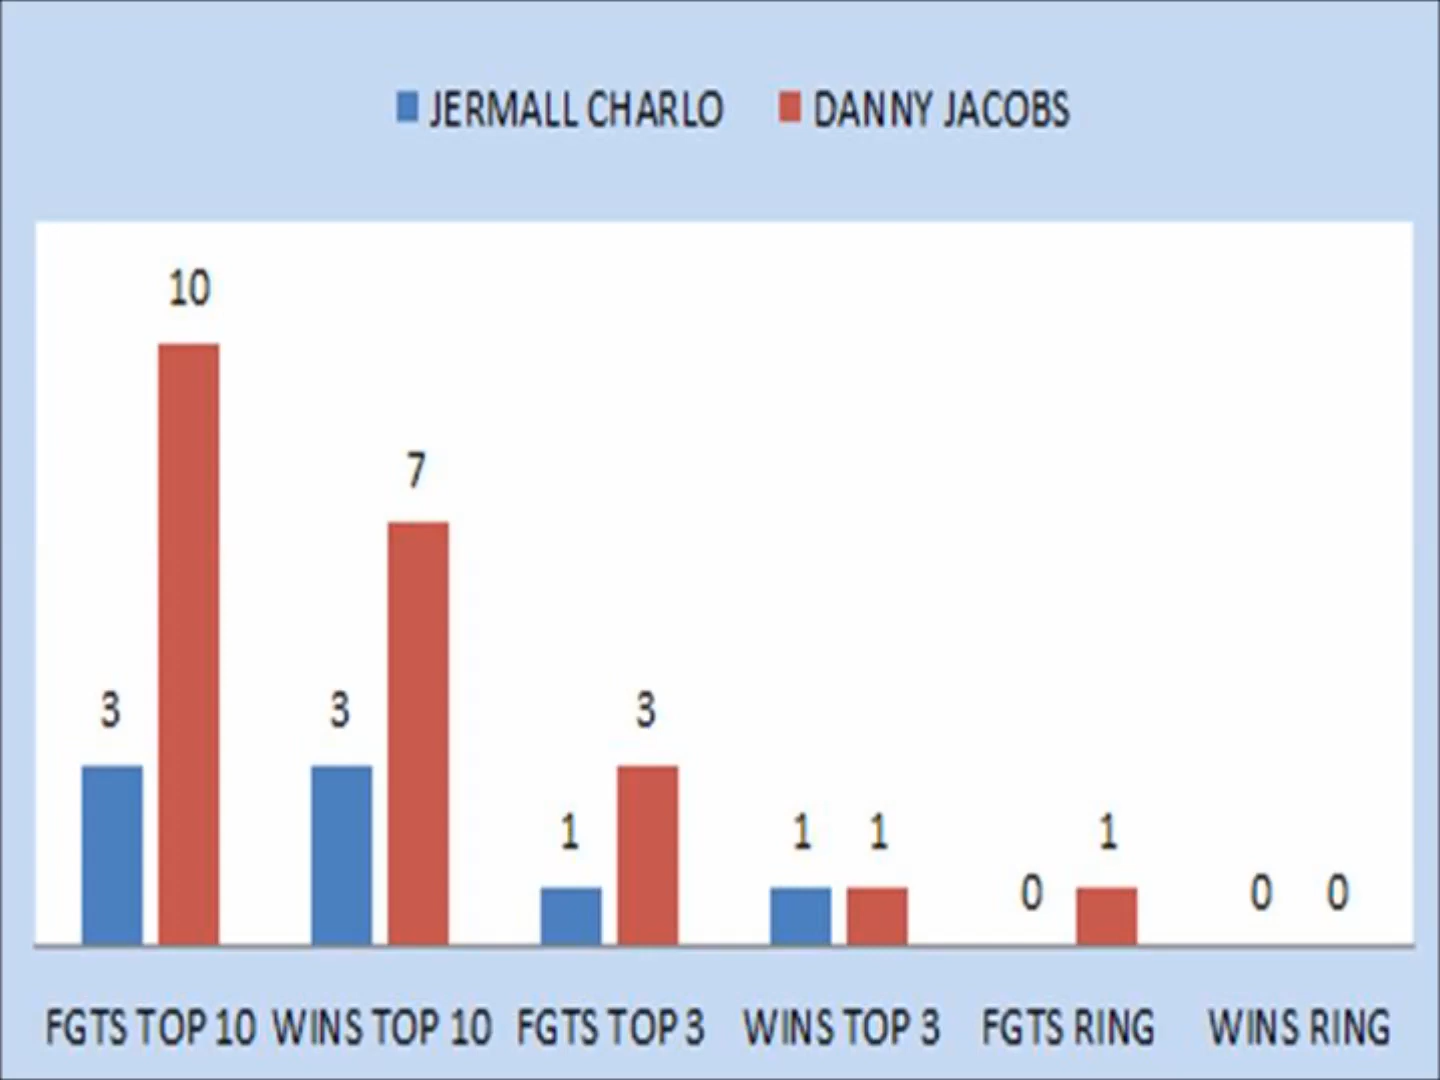 JERMALL CHARLO DANNY JACOBS
10
7
3 3 3
1 1 1 1
0 0 0
FGTS TOP 10 WINS TOP 10 FGTS TOP 3 WINS TOP 3 FGTS RING WINS RING